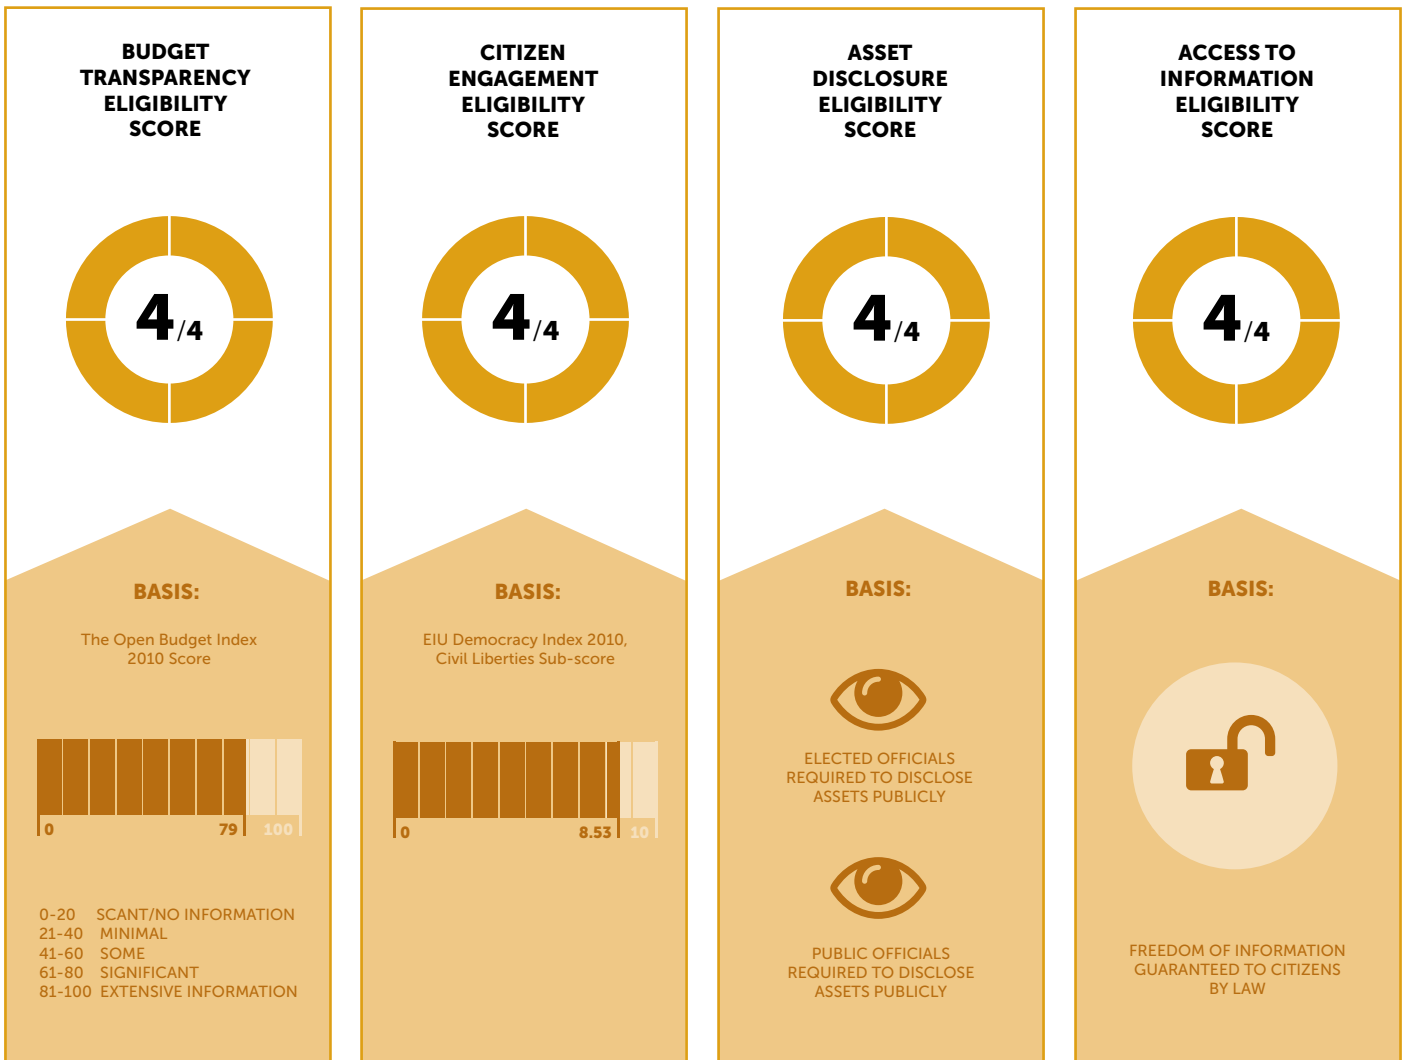 BUDGET
TRANSPARENCY
ELIGIBILITY
SCORE
4/4
BASIS:
The Open Budget Index
2010 Score
0 79 100
0-20 SCANT/NO INFORMATION
21-40 MINIMAL
41-60 SOME
61-80 SIGNIFICANT
81-100 EXTENSIVE INFORMATION
CITIZEN
ENGAGEMENT
ELIGIBILITY
SCORE
4/4
BASIS:
EIU Democracy Index 2010,
Civil Liberties Sub-score
0 8.53 10
ASSET
DISCLOSURE
ELIGIBILITY
SCORE
4/4
BASIS:
ELECTED OFFICIALS
REQUIRED TO DISCLOSE
ASSETS PUBLICLY
PUBLIC OFFICIALS
REQUIRED TO DISCLOSE
ASSETS PUBLICLY
ACCESS TO
INFORMATION
ELIGIBILITY
SCORE
4/4
BASIS:
FREEDOM OF INFORMATION
GUARANTEED TO CITIZENS
BY LAW